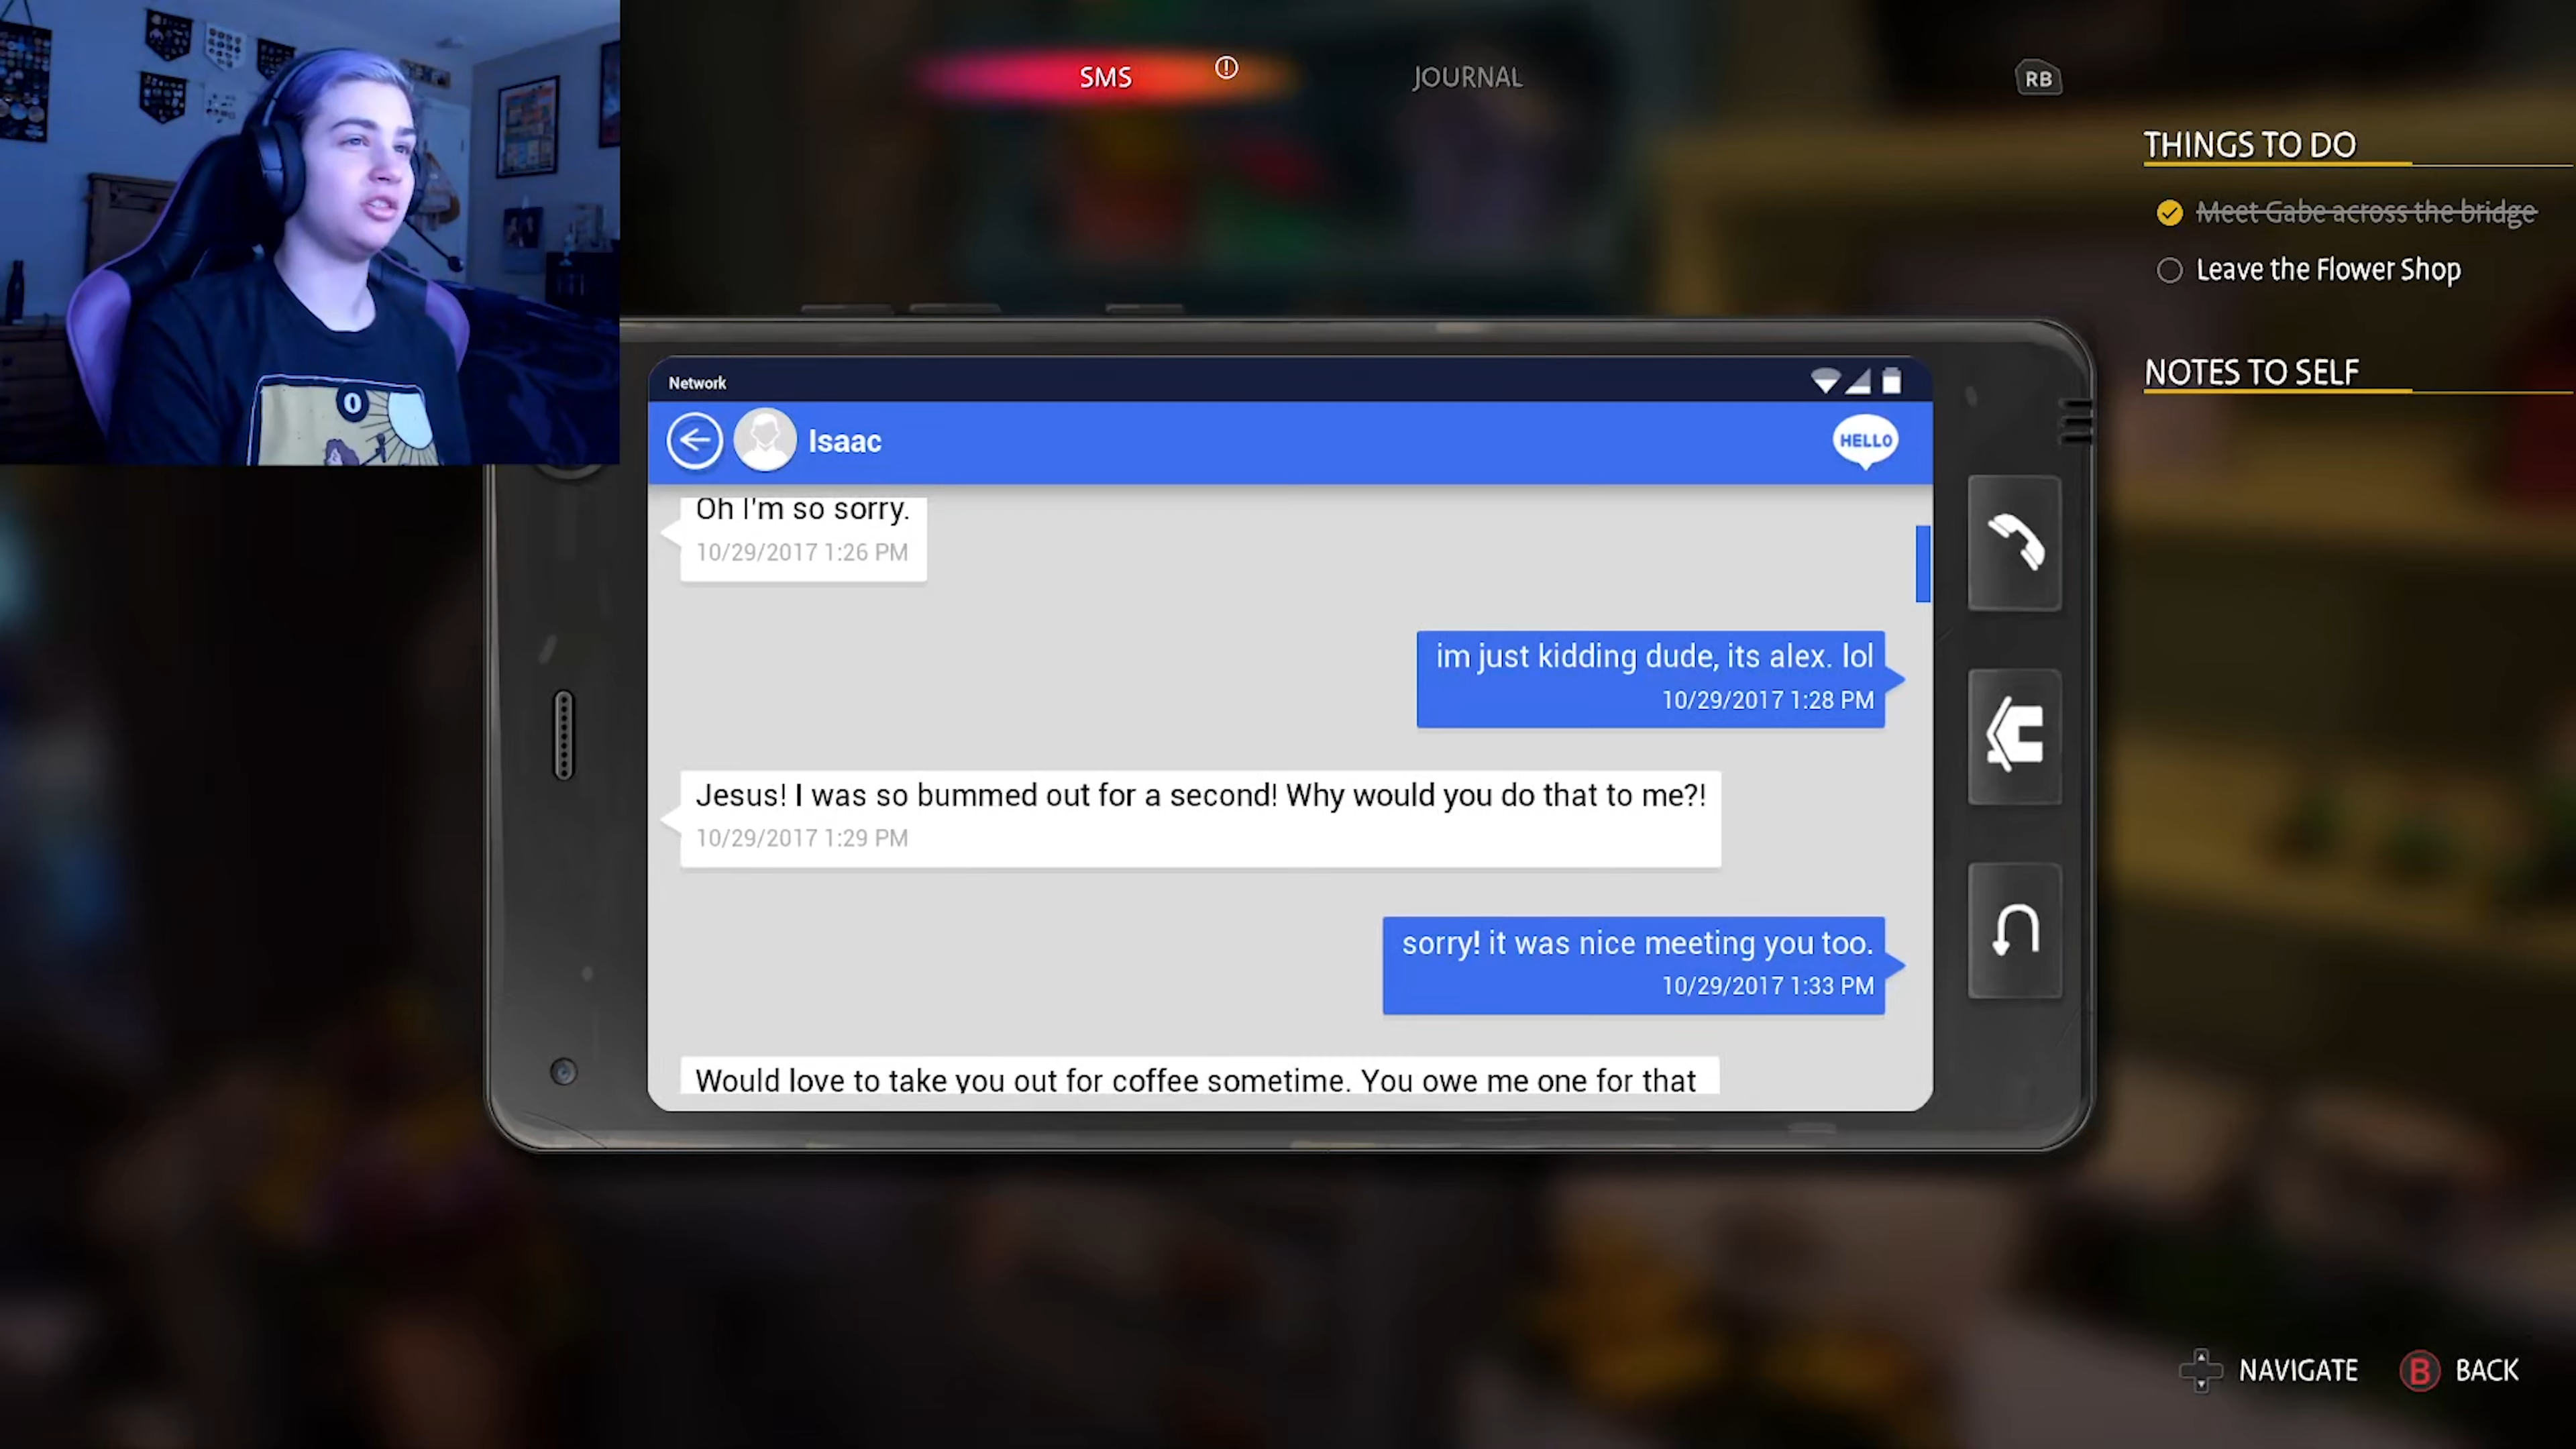 SMS
JOURNAL
RB
THINGS TO DO
Meet Gabe across the bridge
Leave the Flower Shop
NOTES TO SELF
Network
Isaac
HELLO
Oh I'm so sorry.
10/29/2017 1:26 PM
im just kidding dude, its alex. lol
10/29/2017 1:28 PM
Jesus! I was so bummed out for a second! Why would you do that to me?!
10/29/2017 1:29 PM
sorry! it was nice meeting you too.
10/29/2017 1:33 PM
Would love to take you out for coffee sometime. You owe me one for that
NAVIGATE
B BACK
0